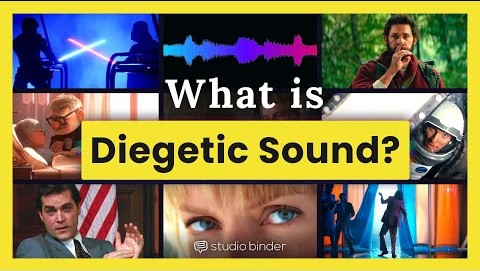 What is
Diegetic Sound?
studio binder